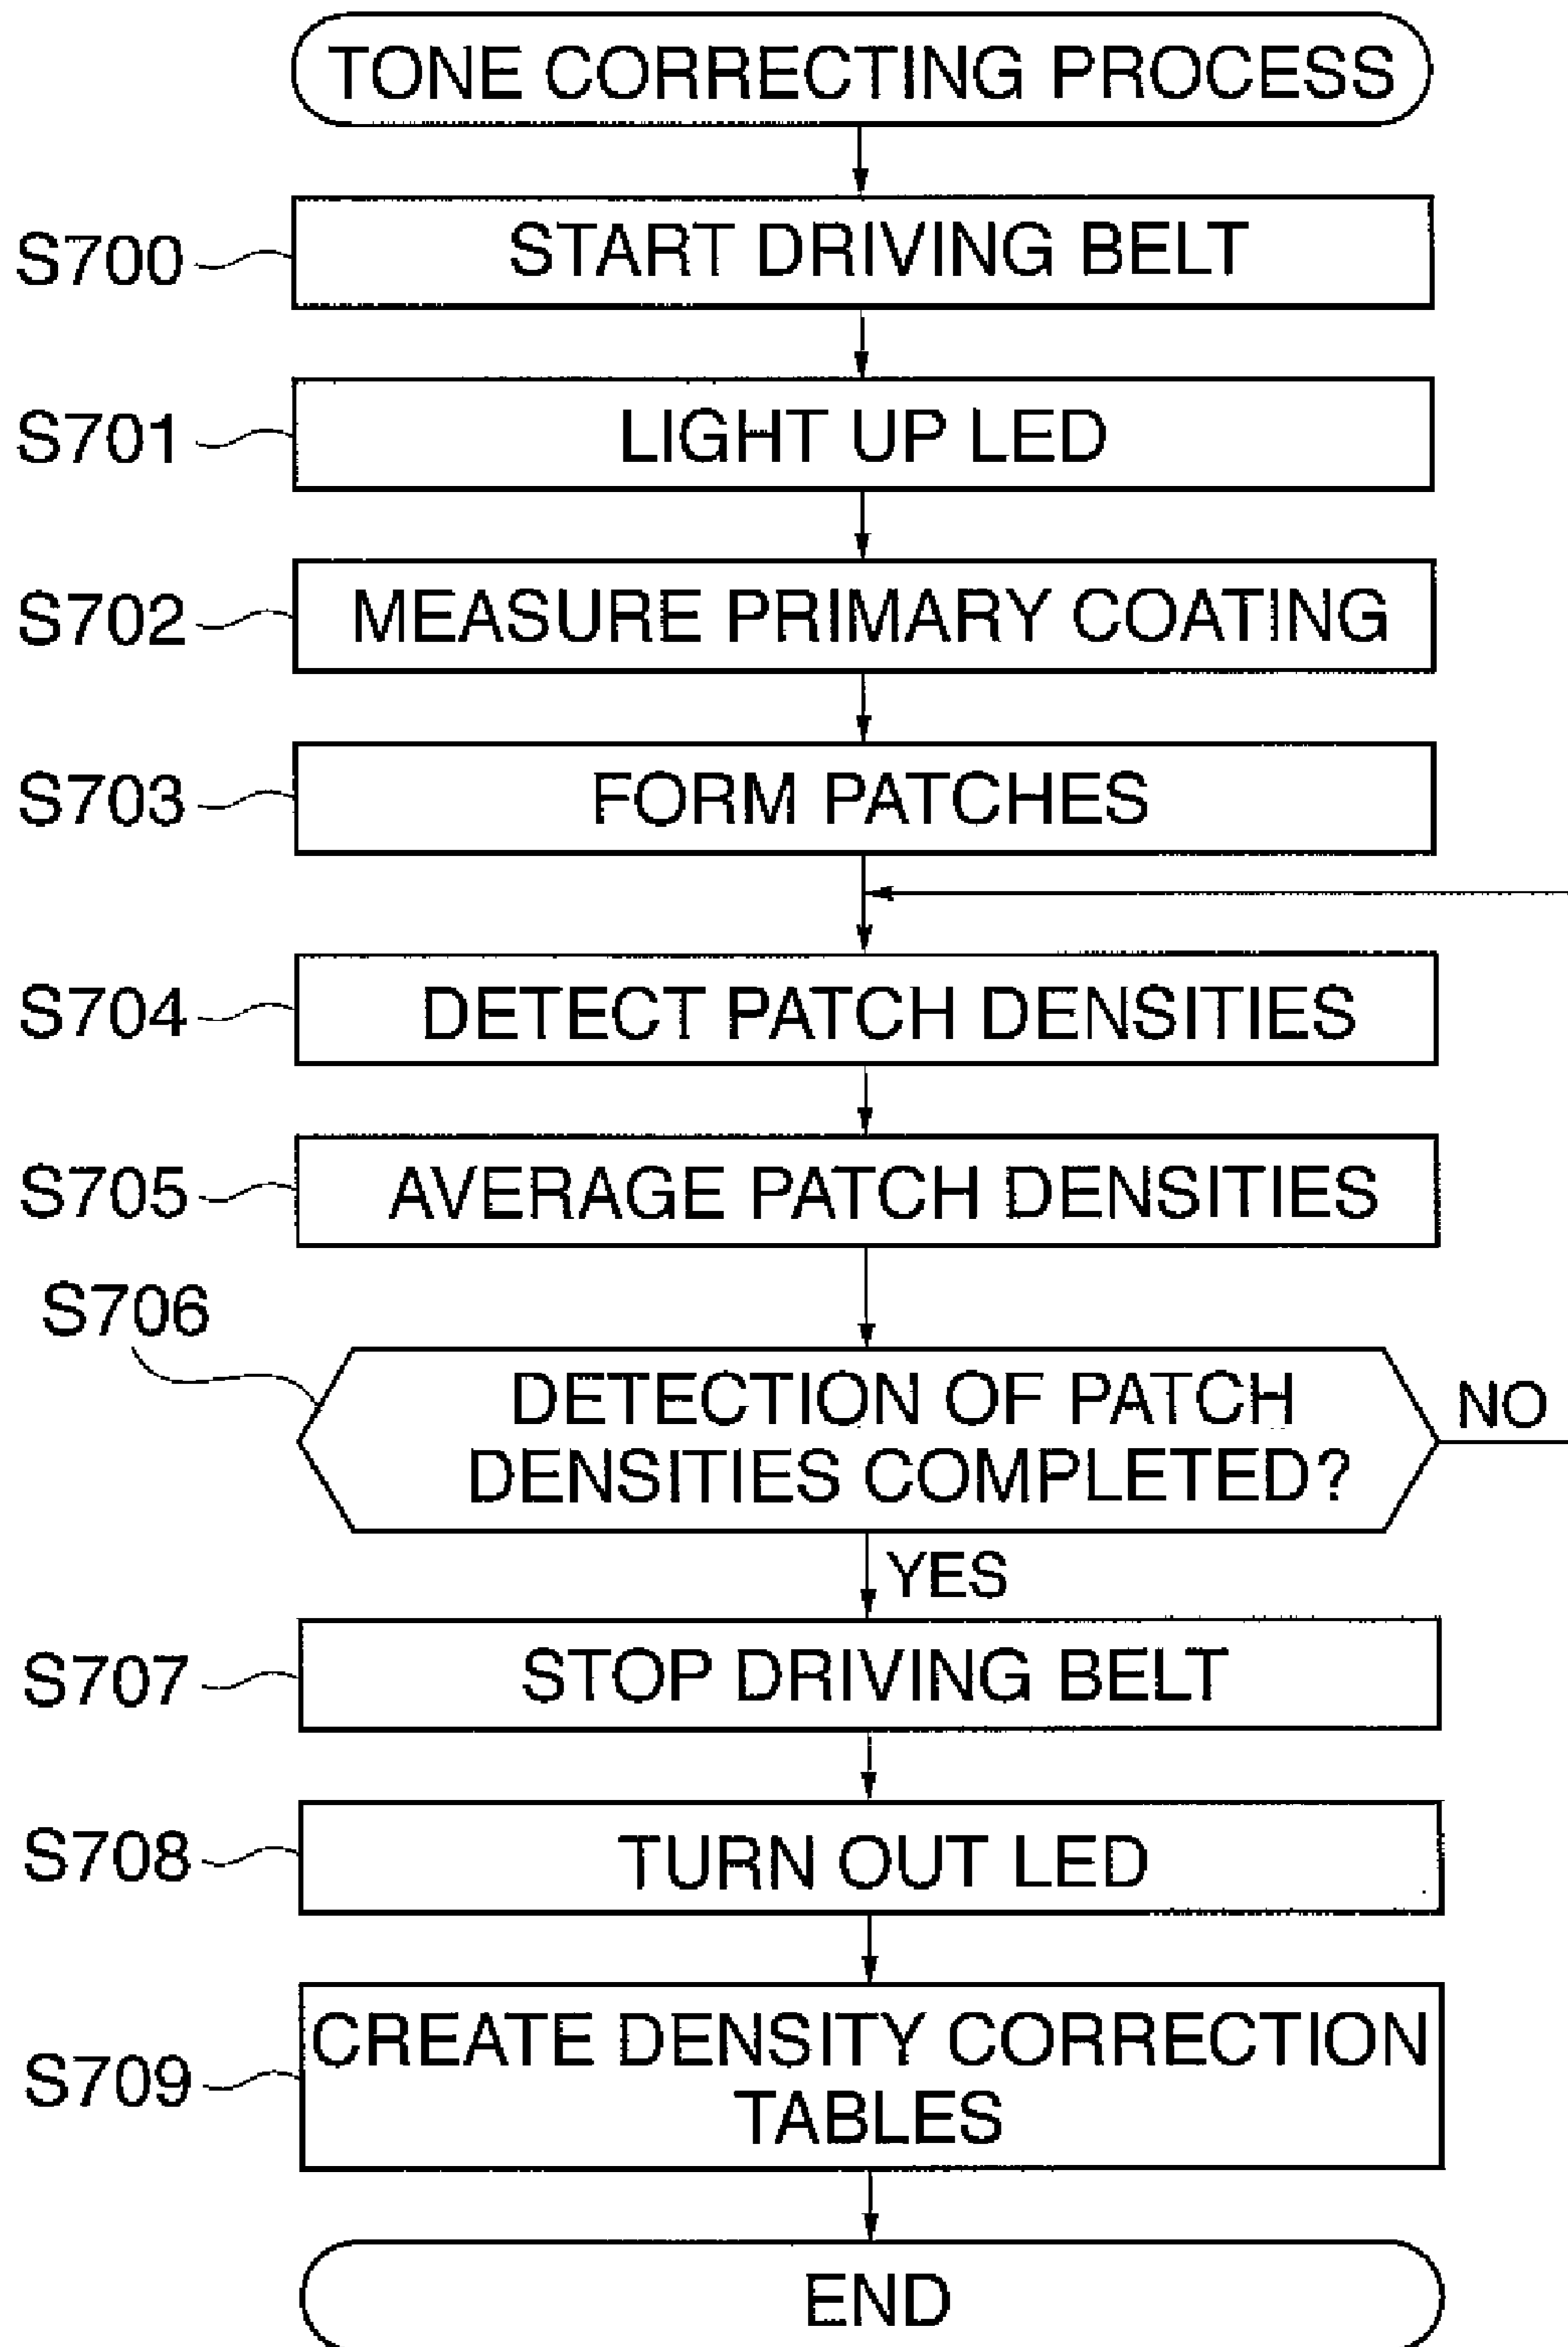 TONE CORRECTING PROCESS
S700
START DRIVING BELT
S701
LIGHT UP LED
S702
MEASURE PRIMARY COATING
S703
FORM PATCHES
S704
DETECT PATCH DENSITIES
S705
AVERAGE PATCH DENSITIES
S706
DETECTION OF PATCH
DENSITIES COMPLETED?
NO
YES
S707
STOP DRIVING BELT
S708
TURN OUT LED
S709
CREATE DENSITY CORRECTION
TABLES
END